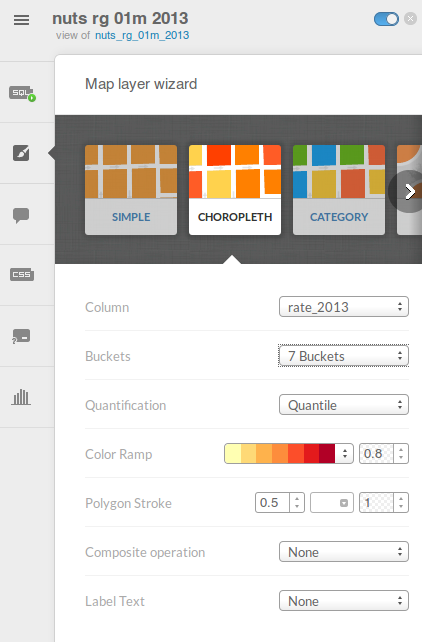 nuts rg 01m 2013
view of nuts_rg_01m_2013
SQL
Map layer wizard
SIMPLE CHOROPLETH CATEGORY
CSS
Column rate_2013
Buckets 7 Buckets
Quantification Quantile
Color Ramp 0.8
Polygon Stroke 0.5 1
Composite operation None
Label Text None